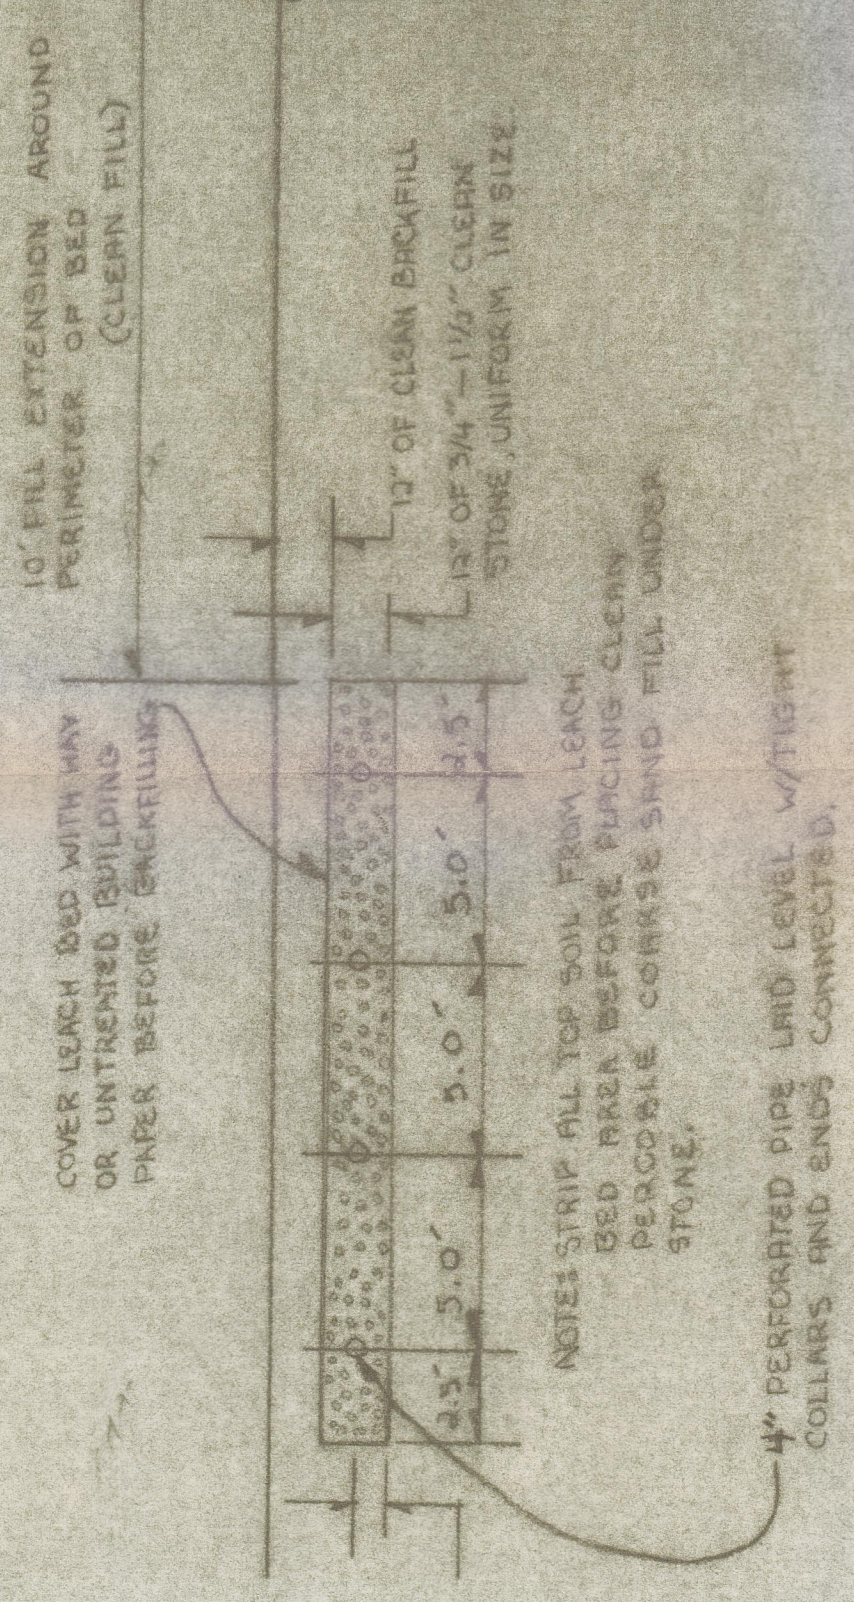 10' FILL EXTENSION AROUND
PERIMETER OF BED
(CLEAN FILL)
COVER LEACH BED WITH HAY
OR UNTREATED BUILDING
PAPER BEFORE BACKFILLING
12" OF CLEAN BACKFILL
12" OF 3/4" - 1 1/2" CLEAN
STONE, UNIFORM IN SIZE.
2.5' 5.0' 5.0' 5.0' 2.5'
NOTE: STRIP ALL TOP SOIL FROM LEACH
BED AREA BEFORE PLACING CLEAN
PERCOBLE COARSE SAND FILL UNDER
STONE.
4" PERFORATED PIPE LAID LEVEL W/TIGHT
COLLARS AND ENDS CONNECTED.